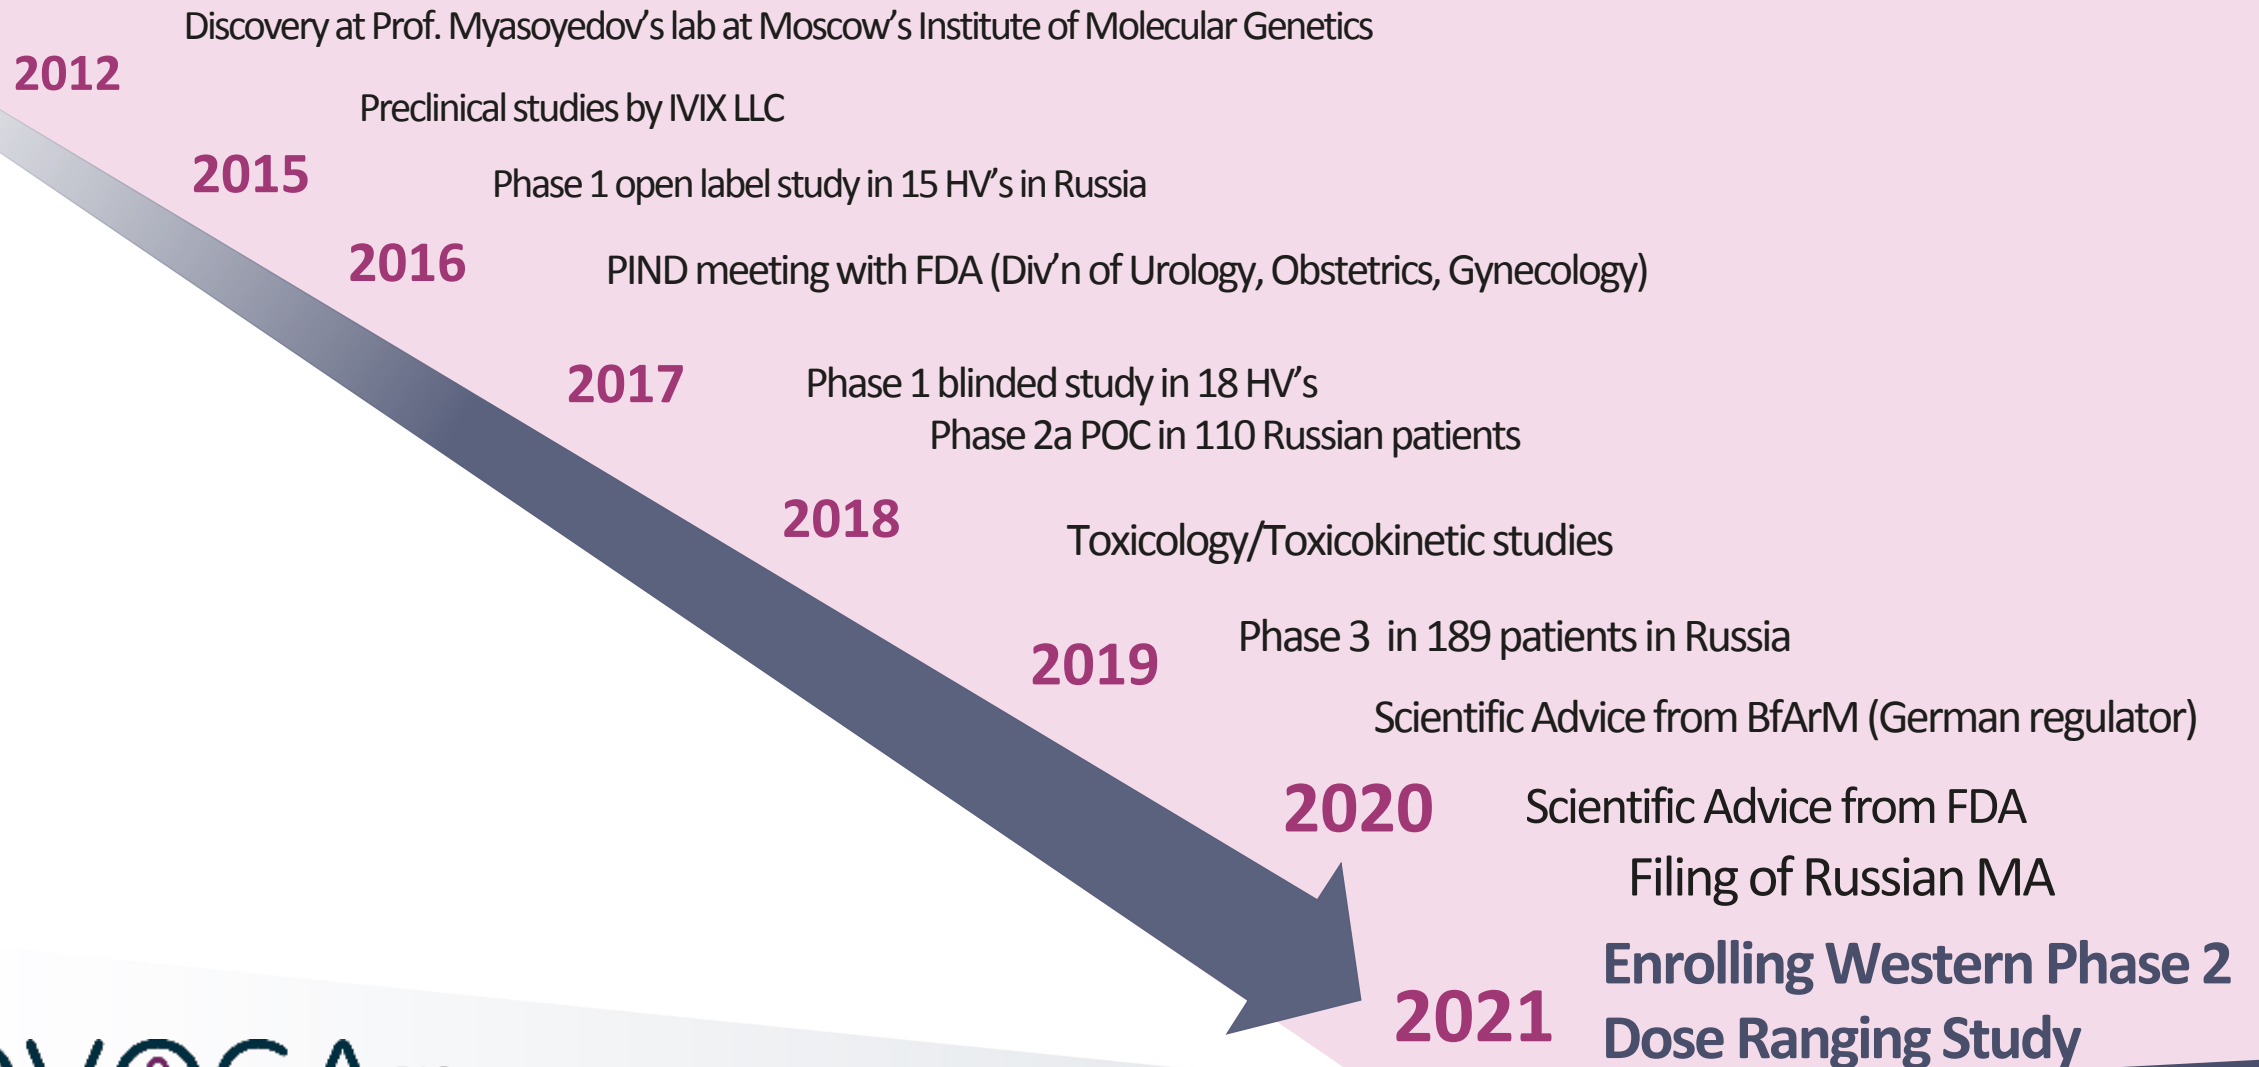 Discovery at Prof. Myasoyedov's lab at Moscow's Institute of Molecular Genetics
2012
Preclinical studies by IVIX LLC
2015
Phase 1 open label study in 15 HV's in Russia
2016
PIND meeting with FDA (Div'n of Urology, Obstetrics, Gynecology)
2017
Phase 1 blinded study in 18 HV's
Phase 2a POC in 110 Russian patients
2018
Toxicology/Toxicokinetic studies
Phase 3 in 189 patients in Russia
2019
Scientific Advice from BfArM (German regulator)
2020
Scientific Advice from FDA
Filing of Russian MA
2021
Enrolling Western Phase 2
Dose Ranging Study